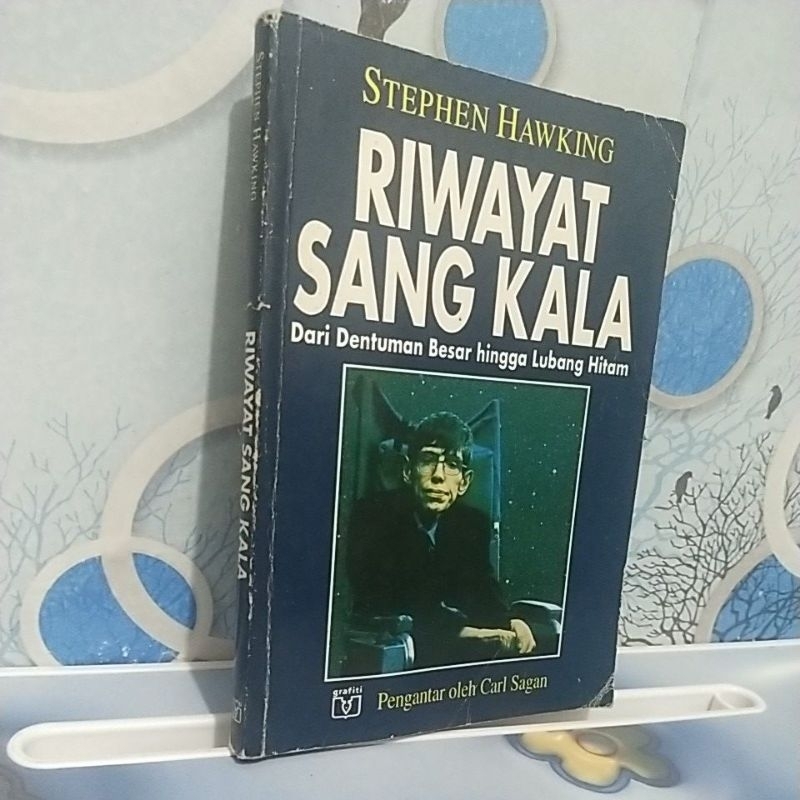 STEPHEN HAWKING
RIWAYAT SANG KALA
STEPHEN HAWKING
RIWAYAT
SANG KALA
Dari Dentuman Besar hingga Lubang Hitam
grafiti
Pengantar oleh Carl Sagan